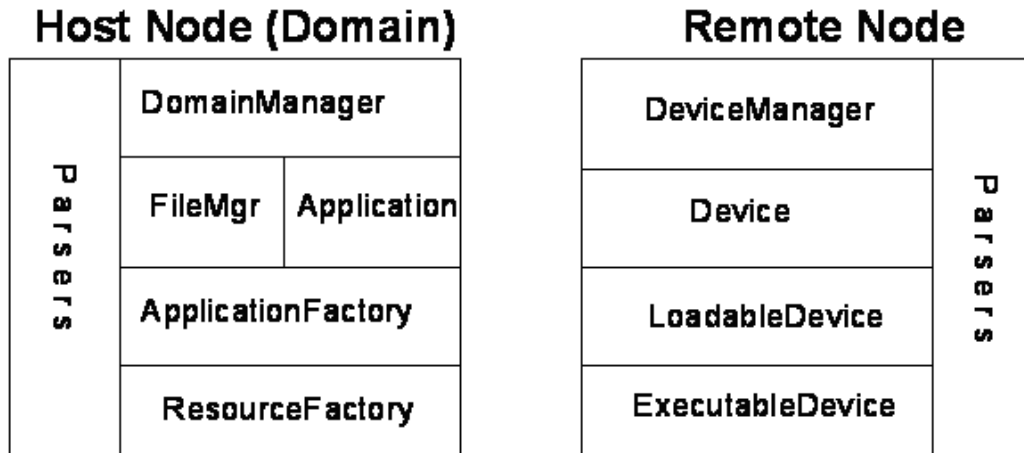 Host Node (Domain)
Remote Node
Parsers
DomainManager
FileMgr
Application
ApplicationFactory
ResourceFactory
DeviceManager
Device
LoadableDevice
ExecutableDevice
Parsers